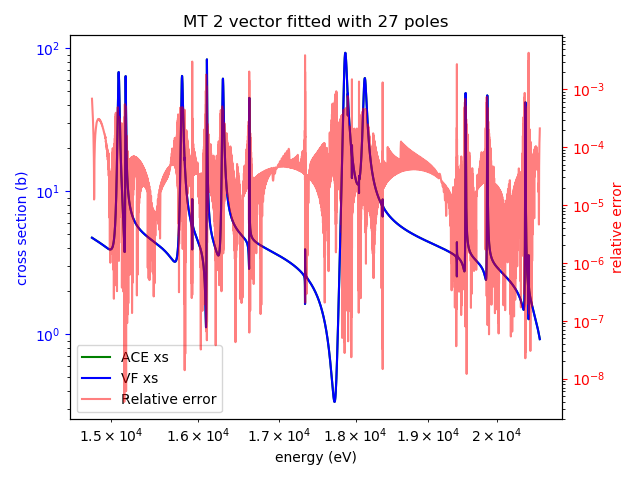 MT 2 vector fitted with 27 poles
cross section (b)
10²
10¹
10⁰
10⁻³
10⁻⁴
10⁻⁵
10⁻⁶
10⁻⁷
10⁻⁸
relative error
ACE xs
VF xs
Relative error
1.5 × 10⁴ 1.6 × 10⁴ 1.7 × 10⁴ 1.8 × 10⁴ 1.9 × 10⁴ 2 × 10⁴
energy (eV)